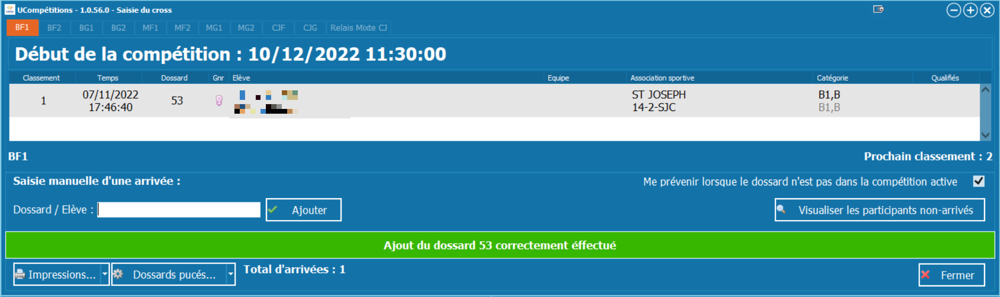 UCompétitions - 1.0.56.0 - Saisie du cross
BF1 BF2 BG1 BG2 MF1 MF2 MG1 MG2 CJF CJG Relais Mixte CJ
Début de la compétition : 10/12/2022 11:30:00
Classement Temps Dossard Gnr Elève Equipe Association sportive Catégorie Qualifiés
1 07/11/2022 17:46:40 53 ST JOSEPH 14-2-SJC B1,B B1,B
BF1 Prochain classement : 2
Saisie manuelle d'une arrivée : Me prévenir lorsque le dossard n'est pas dans la compétition active
Dossard / Elève : Ajouter Visualiser les participants non-arrivés
Ajout du dossard 53 correctement éffectué
Impressions... Dossards pucés... Total d'arrivées : 1 Fermer